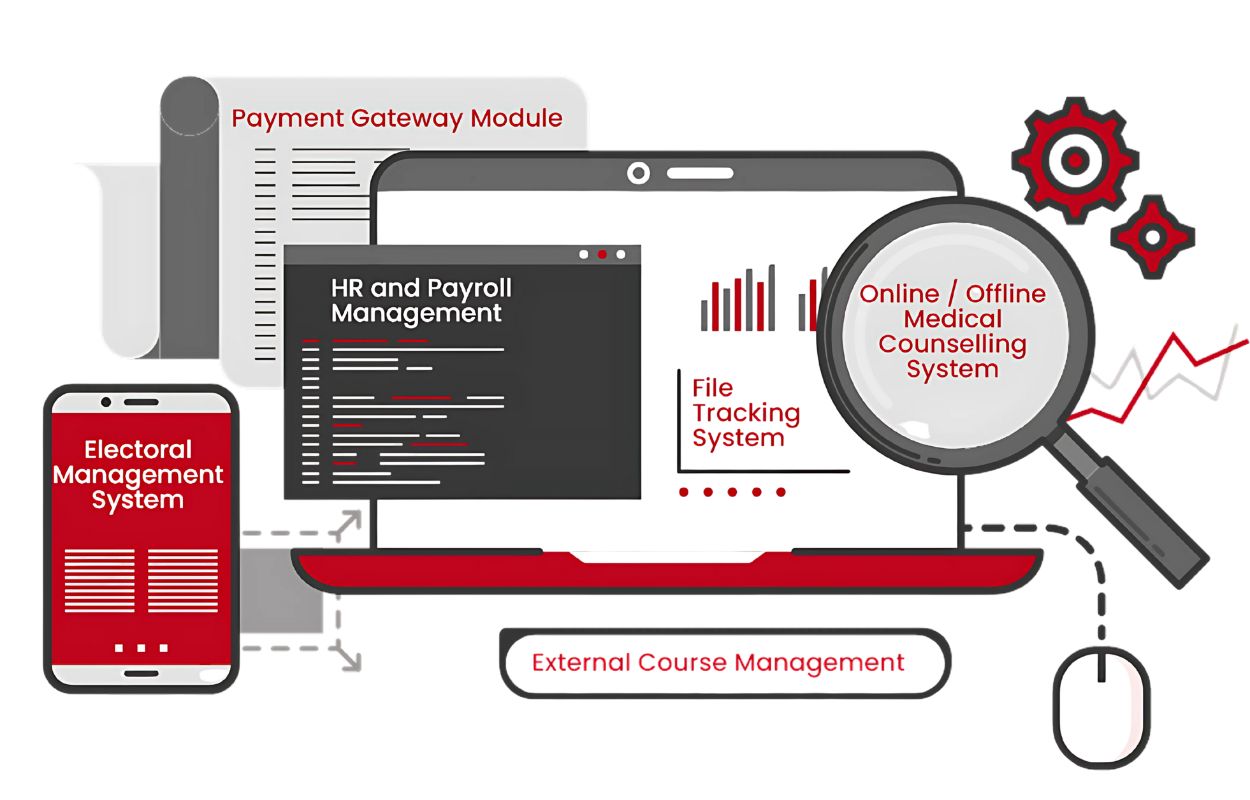 Payment Gateway Module
HR and Payroll
Management
Online / Offline
Medical
Counselling
System
File
Tracking
System
Electoral
Management
System
External Course Management